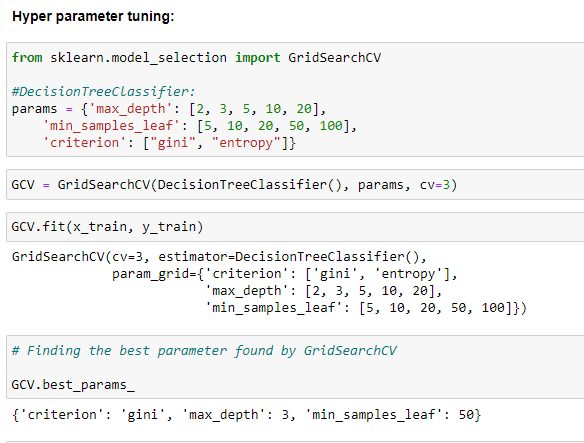 Hyper parameter tuning:
from sklearn.model_selection import GridSearchCV
#DecisionTreeClassifier:
params = {'max_depth': [2, 3, 5, 10, 20],
    'min_samples_leaf': [5, 10, 20, 50, 100],
    'criterion': ["gini", "entropy"]}
GCV = GridSearchCV(DecisionTreeClassifier(), params, cv=3)
GCV.fit(x_train, y_train)
GridSearchCV(cv=3, estimator=DecisionTreeClassifier(),
             param_grid={'criterion': ['gini', 'entropy'],
                         'max_depth': [2, 3, 5, 10, 20],
                         'min_samples_leaf': [5, 10, 20, 50, 100]})
# Finding the best parameter found by GridSearchCV
GCV.best_params_
{'criterion': 'gini', 'max_depth': 3, 'min_samples_leaf': 50}